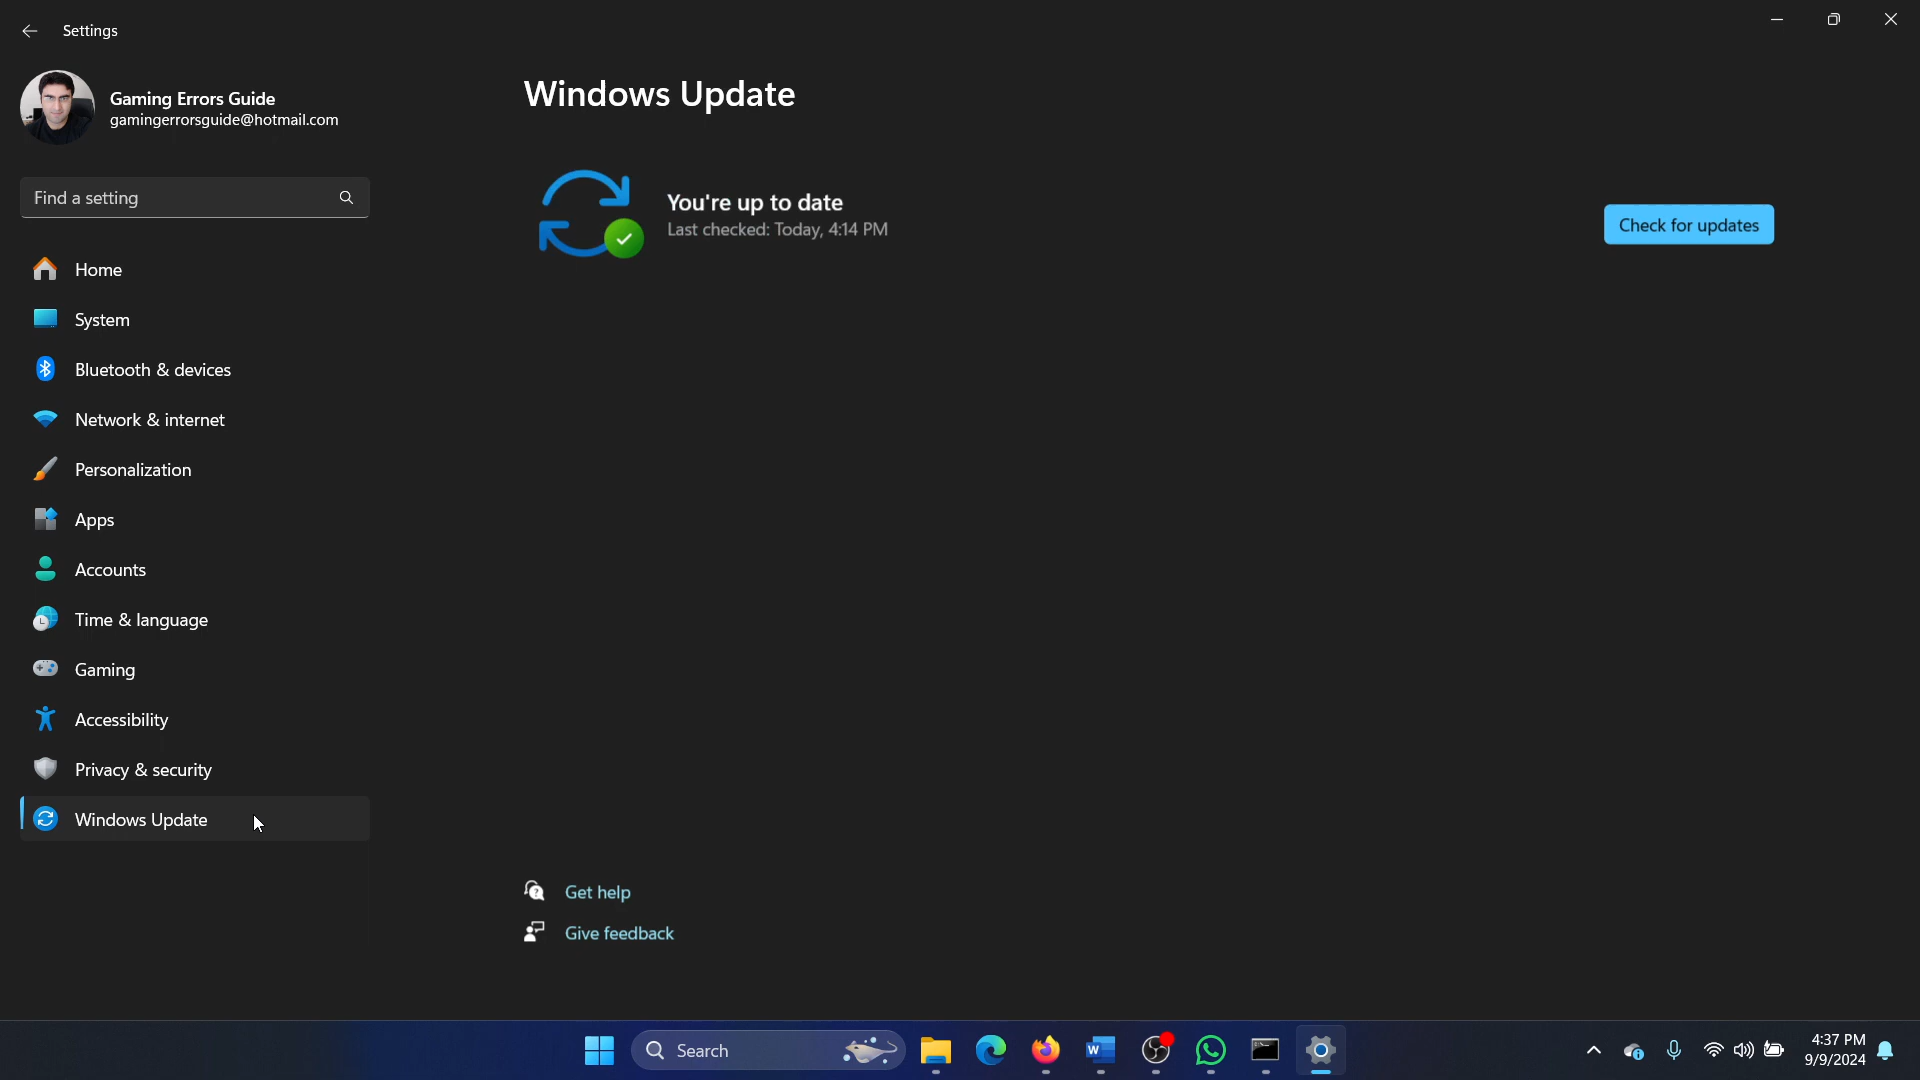 Settings
Gaming Errors Guide
gamingerrorsguide@hotmail.com
Find a setting
Home
System
Bluetooth & devices
Network & internet
Personalization
Apps
Accounts
Time & language
Gaming
Accessibility
Privacy & security
Windows Update
Windows Update
You're up to date
Last checked: Today, 4:14 PM
Check for updates
Get help
Give feedback
Search
4:37 PM
9/9/2024